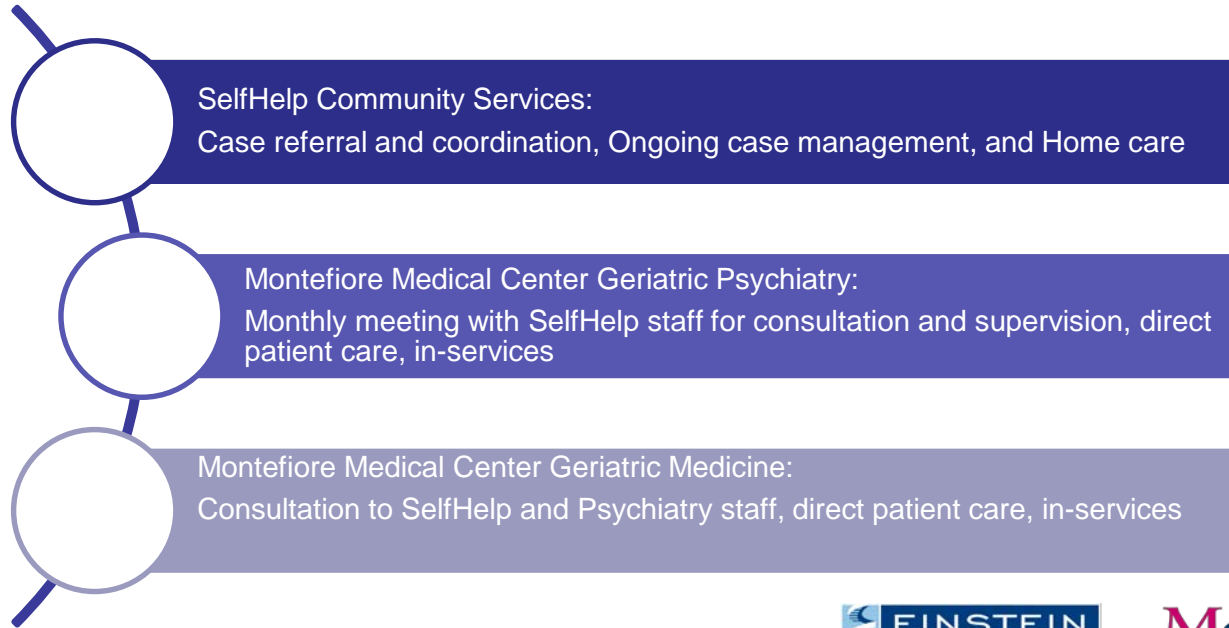 SelfHelp Community Services:
Case referral and coordination, Ongoing case management, and Home care
Montefiore Medical Center Geriatric Psychiatry:
Monthly meeting with SelfHelp staff for consultation and supervision, direct
patient care, in-services
Montefiore Medical Center Geriatric Medicine:
Consultation to SelfHelp and Psychiatry staff, direct patient care, in-services
EINSTEIN